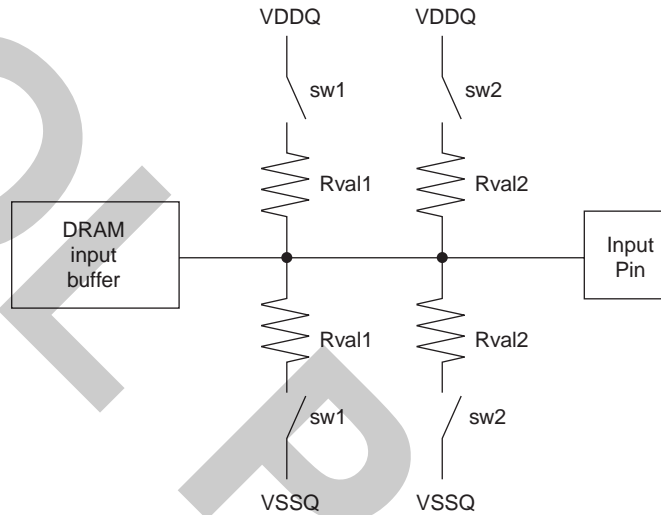 VDDQ VDDQ
sw1 sw2
Rval1 Rval2
DRAM
input
buffer
Input
Pin
Rval1 Rval2
sw1 sw2
VSSQ VSSQ